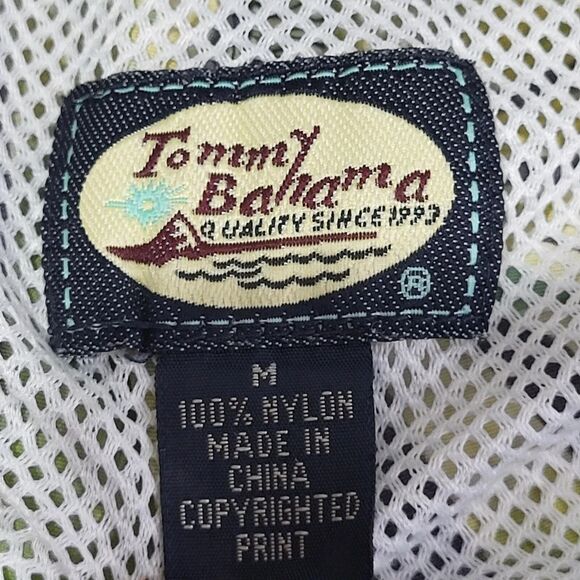 Tommy
Bahama
QUALITY SINCE 1993
®
M
100% NYLON
MADE IN
CHINA
COPYRIGHTED
PRINT